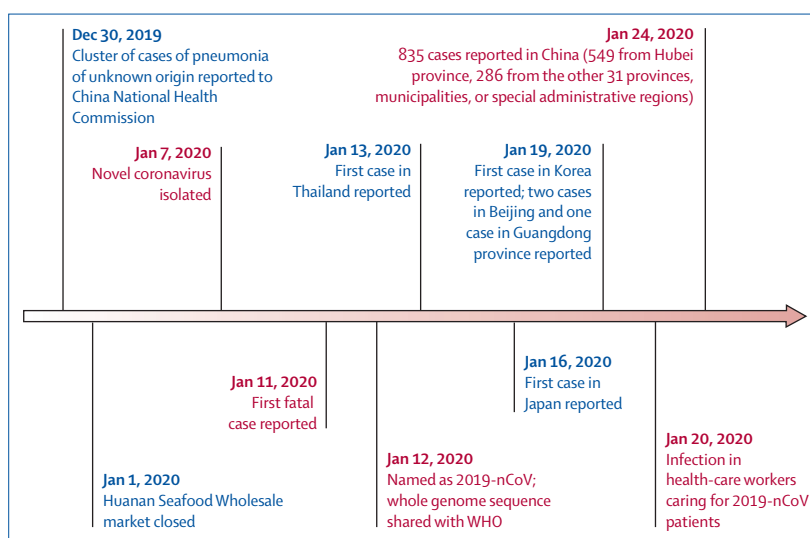 Dec 30, 2019
Cluster of cases of pneumonia
of unknown origin reported to
China National Health
Commission
Jan 24, 2020
835 cases reported in China (549 from Hubei
province, 286 from the other 31 provinces,
municipalities, or special administrative regions)
Jan 7, 2020
Novel coronavirus
isolated
Jan 13, 2020
First case in
Thailand reported
Jan 19, 2020
First case in Korea
reported; two cases
in Beijing and one
case in Guangdong
province reported
Jan 11, 2020
First fatal
case reported
Jan 16, 2020
First case in
Japan reported
Jan 1, 2020
Huanan Seafood Wholesale
market closed
Jan 12, 2020
Named as 2019-nCoV;
whole genome sequence
shared with WHO
Jan 20, 2020
Infection in
health-care workers
caring for 2019-nCoV
patients